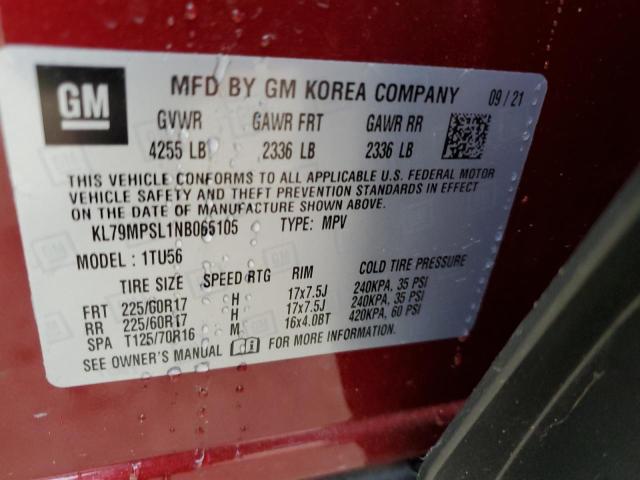 GM
MFD BY GM KOREA COMPANY 09/21
GVWR GAWR FRT GAWR RR
4255 LB 2336 LB 2336 LB
THIS VEHICLE CONFORMS TO ALL APPLICABLE U.S. FEDERAL MOTOR
VEHICLE SAFETY AND THEFT PREVENTION STANDARDS IN EFFECT
ON THE DATE OF MANUFACTURE SHOWN ABOVE.
KL79MPSL1NB065105 TYPE: MPV
MODEL : 1TU56
TIRE SIZE SPEED RTG RIM COLD TIRE PRESSURE
FRT 225/60R17 H 17x7.5J 240KPA, 35 PSI
RR 225/60R17 H 17x7.5J 240KPA, 35 PSI
SPA T125/70R16 M 16x4.0BT 420KPA, 60 PSI
SEE OWNER'S MANUAL FOR MORE INFORMATION.